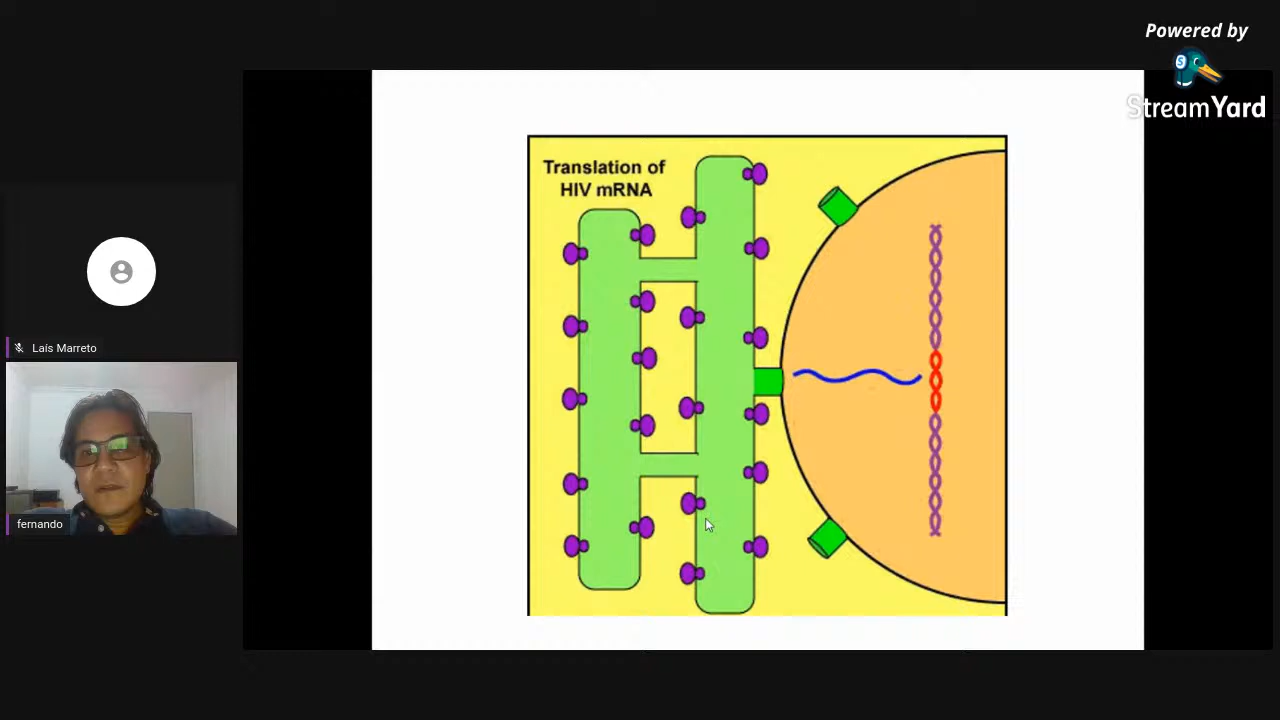 Powered by
StreamYard
Translation of
HIV mRNA
Laís Marreto
fernando